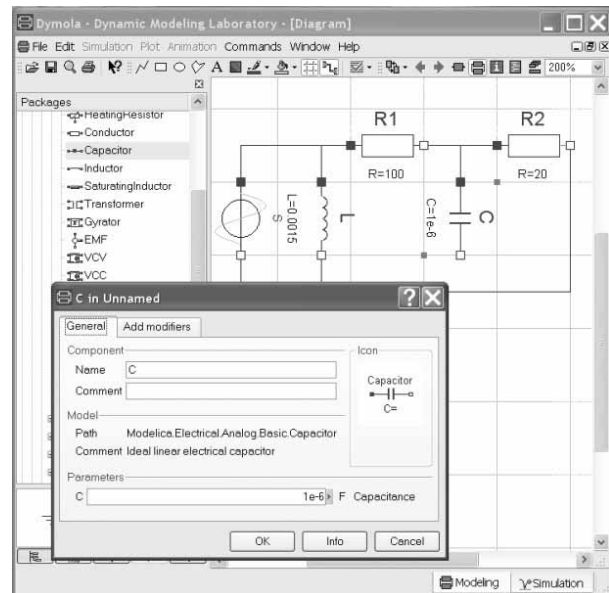 Dymola - Dynamic Modeling Laboratory - [Diagram]
File Edit Simulation Plot Animation Commands Window Help
A 200%
Packages
HeatingResistor
Conductor
Capacitor
Inductor
SaturatingInductor
Transformer
Gyrator
EMF
VCV
VCC
R1
R2
R=100
R=20
S
L=0.0015
L
C=1e-6
C
C in Unnamed
General Add modifiers
Component
Name C
Comment
Icon
Capacitor
C=
Model
Path Modelica.Electrical.Analog.Basic.Capacitor
Comment Ideal linear electrical capacitor
Parameters
C 1e-6 F Capacitance
OK Info Cancel
Modeling Simulation